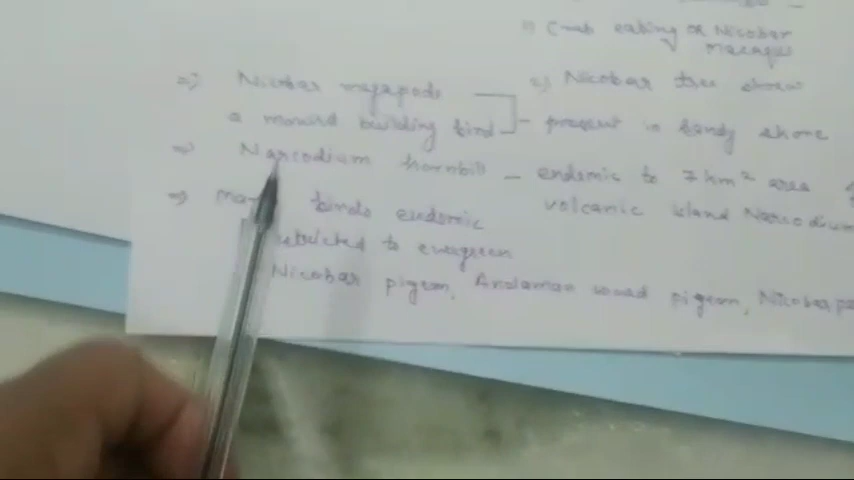 1) Crab eating or Nicobar
macaque
=> Nicobar megapode 2) Nicobar tree shrew
a mound building bird - present in sandy shore
=> Narcodium hornbill - endemic to 7 km² area
volcanic island Narcodium
=> birds endemic
restricted to evergreen
Nicobar pigeon, Andaman wood pigeon, Nicobar